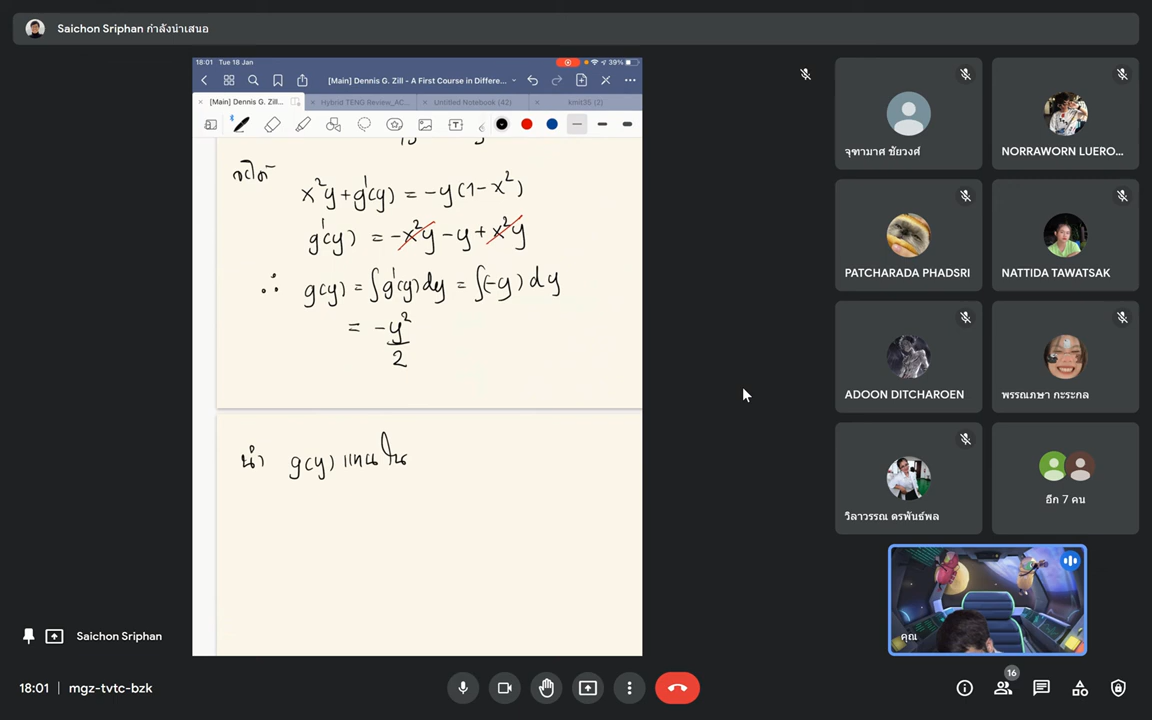 Saichon Sriphan กำลังนำเสนอ
18:01 Tue 18 Jan
39%
[Main] Dennis G. Zill - A First Course in Differe...
[Main] Dennis G. Zill...
Hybrid TENG Review_AC...
Untitled Notebook (42)
kmit35 (2)
จะได้
x²y + g'(y) = -y(1-x²)
g'(y) = -x²y - y + x²y
∴ g(y) = ∫g'(y)dy = ∫(-y)dy
= -y²/2
นำ g(y) แทนใน
จุฑามาศ ชัยวงศ์
NORRAWORN LUERO...
PATCHARADA PHADSRI
NATTIDA TAWATSAK
ADOON DITCHAROEN
พรรณภษา กะระกล
วิลาวรรณ ดรพันธ์พล
อีก 7 คน
คุณ
Saichon Sriphan
18:01 | mgz-tvtc-bzk
16